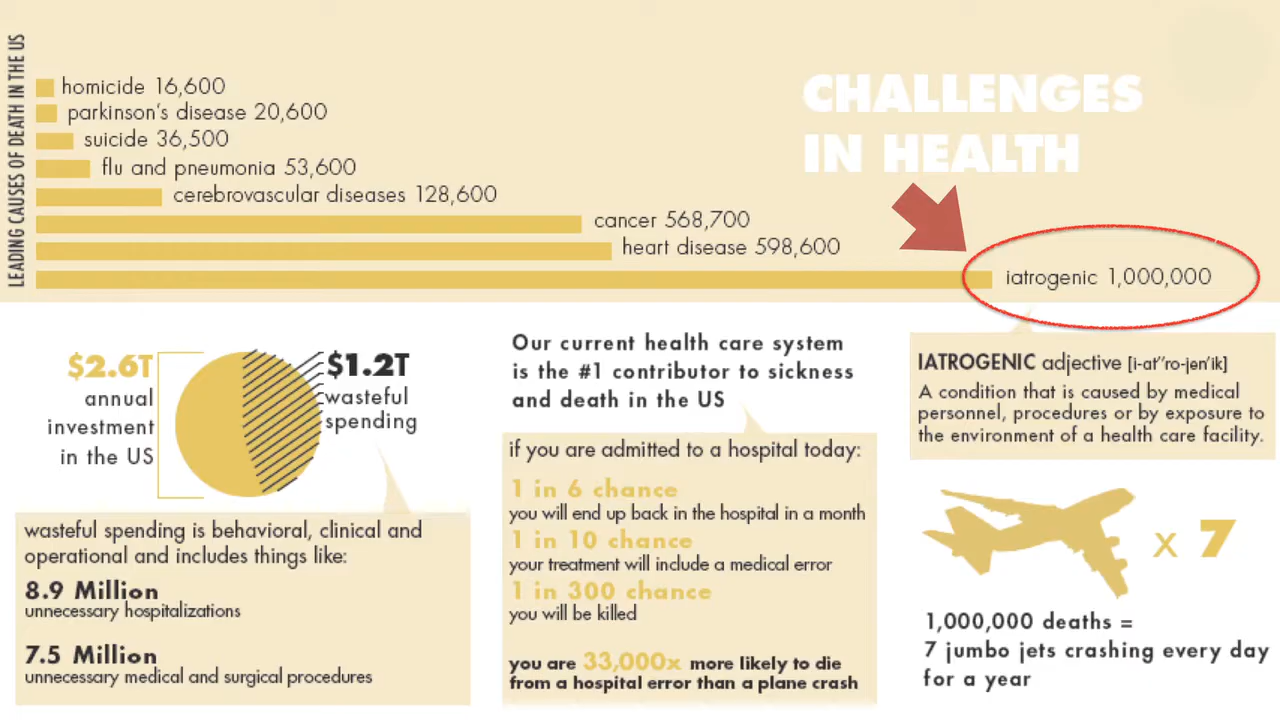 LEADING CAUSES OF DEATH IN THE US
homicide 16,600
parkinson's disease 20,600
suicide 36,500
flu and pneumonia 53,600
cerebrovascular diseases 128,600
cancer 568,700
heart disease 598,600
iatrogenic 1,000,000
CHALLENGES
IN HEALTH
$2.6T
annual
investment
in the US
$1.2T
wasteful
spending
wasteful spending is behavioral, clinical and
operational and includes things like:
8.9 Million
unnecessary hospitalizations
7.5 Million
unnecessary medical and surgical procedures
Our current health care system
is the #1 contributor to sickness
and death in the US
if you are admitted to a hospital today:
1 in 6 chance
you will end up back in the hospital in a month
1 in 10 chance
your treatment will include a medical error
1 in 300 chance
you will be killed
you are 33,000x more likely to die
from a hospital error than a plane crash
IATROGENIC adjective [i-at″ro-jen′ik]
A condition that is caused by medical
personnel, procedures or by exposure to
the environment of a health care facility.
x 7
1,000,000 deaths =
7 jumbo jets crashing every day
for a year